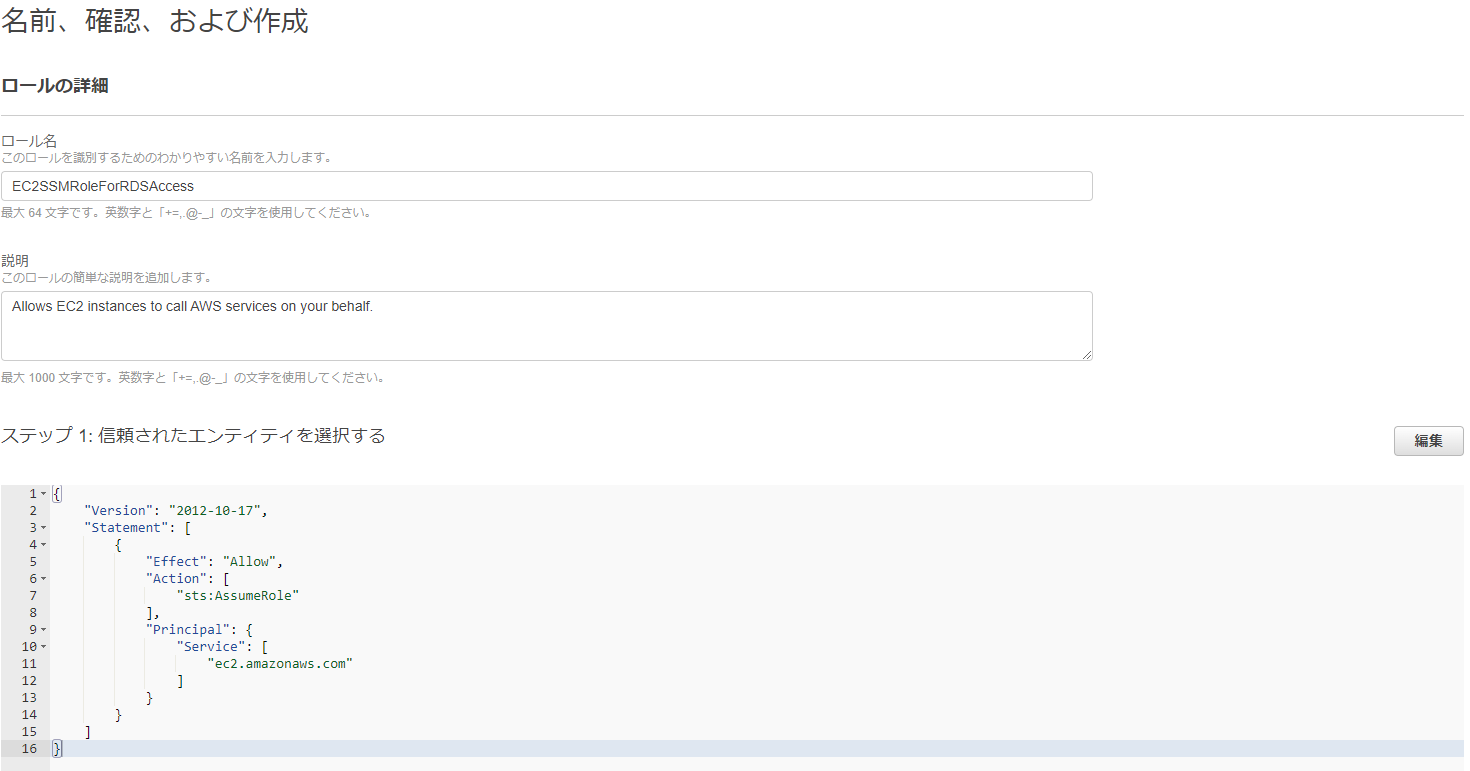 名前、確認、および作成
ロールの詳細
ロール名
このロールを識別するためのわかりやすい名前を入力します。
EC2SSMRoleForRDSAccess
最大 64 文字です。英数字と「+=,.@-_」の文字を使用してください。
説明
このロールの簡単な説明を追加します。
Allows EC2 instances to call AWS services on your behalf.
最大 1000 文字です。英数字と「+=,.@-_」の文字を使用してください。
ステップ 1: 信頼されたエンティティを選択する
編集
1 {
2     "Version": "2012-10-17",
3     "Statement": [
4         {
5             "Effect": "Allow",
6             "Action": [
7                 "sts:AssumeRole"
8             ],
9             "Principal": {
10                 "Service": [
11                     "ec2.amazonaws.com"
12                 ]
13             }
14         }
15     ]
16 }